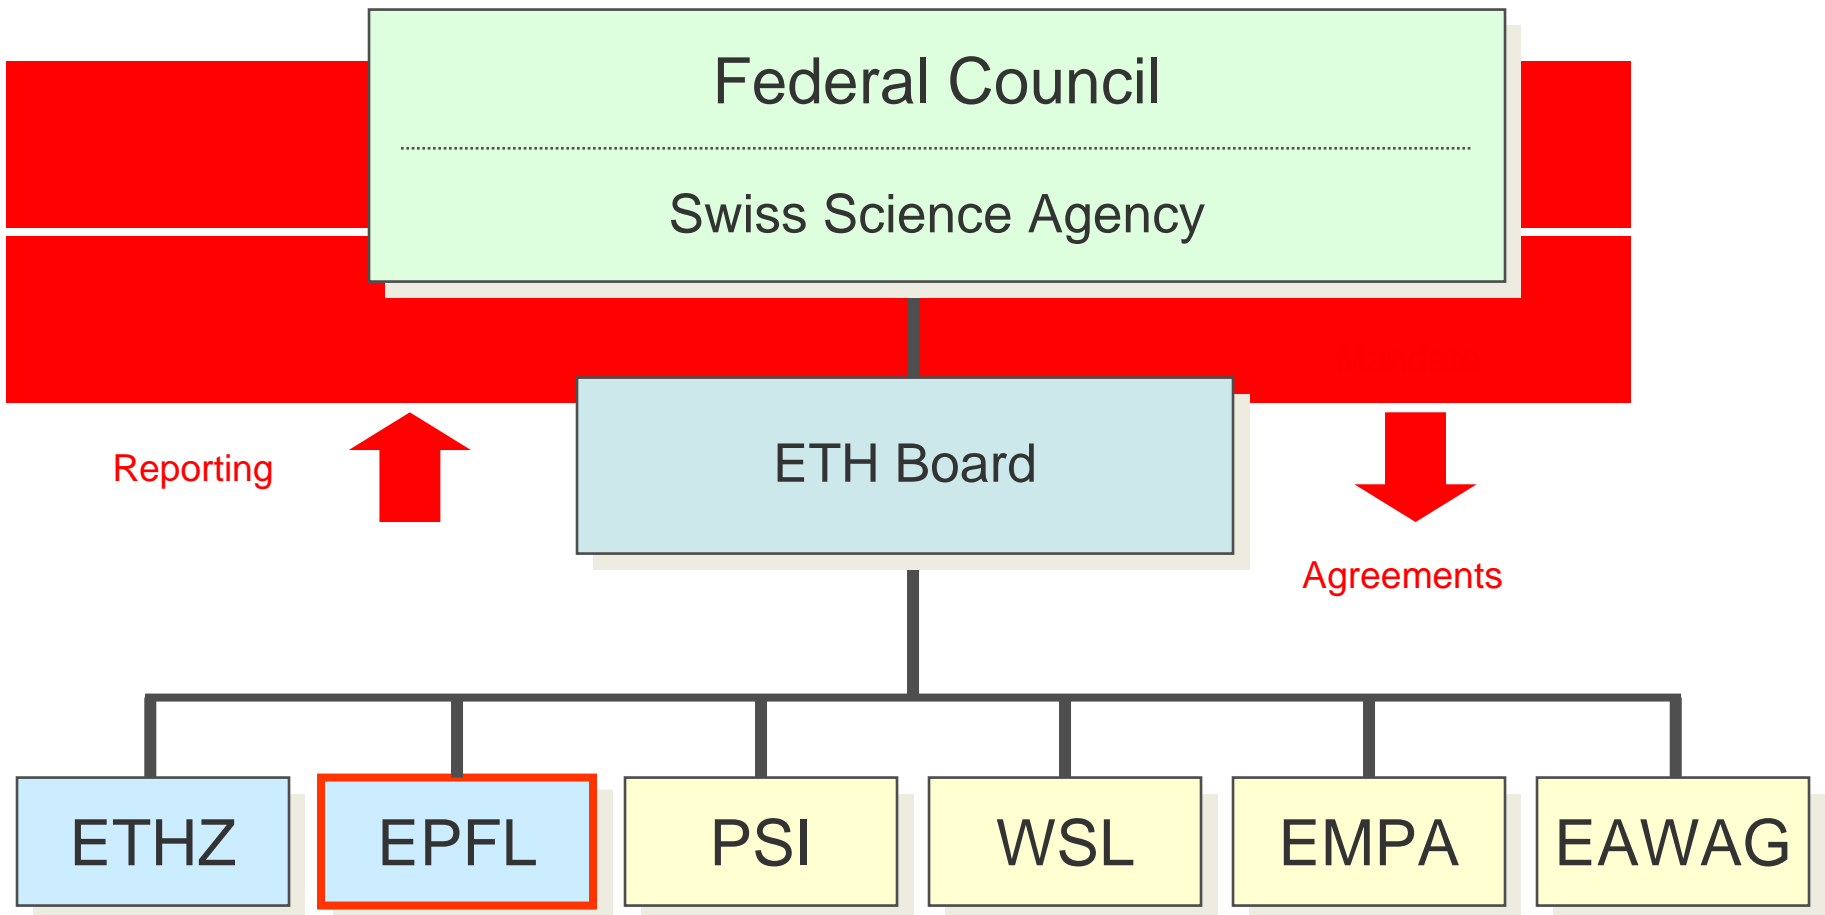 Federal Council
Swiss Science Agency
ETH Board
Reporting
Agreements
ETHZ
EPFL
PSI
WSL
EMPA
EAWAG